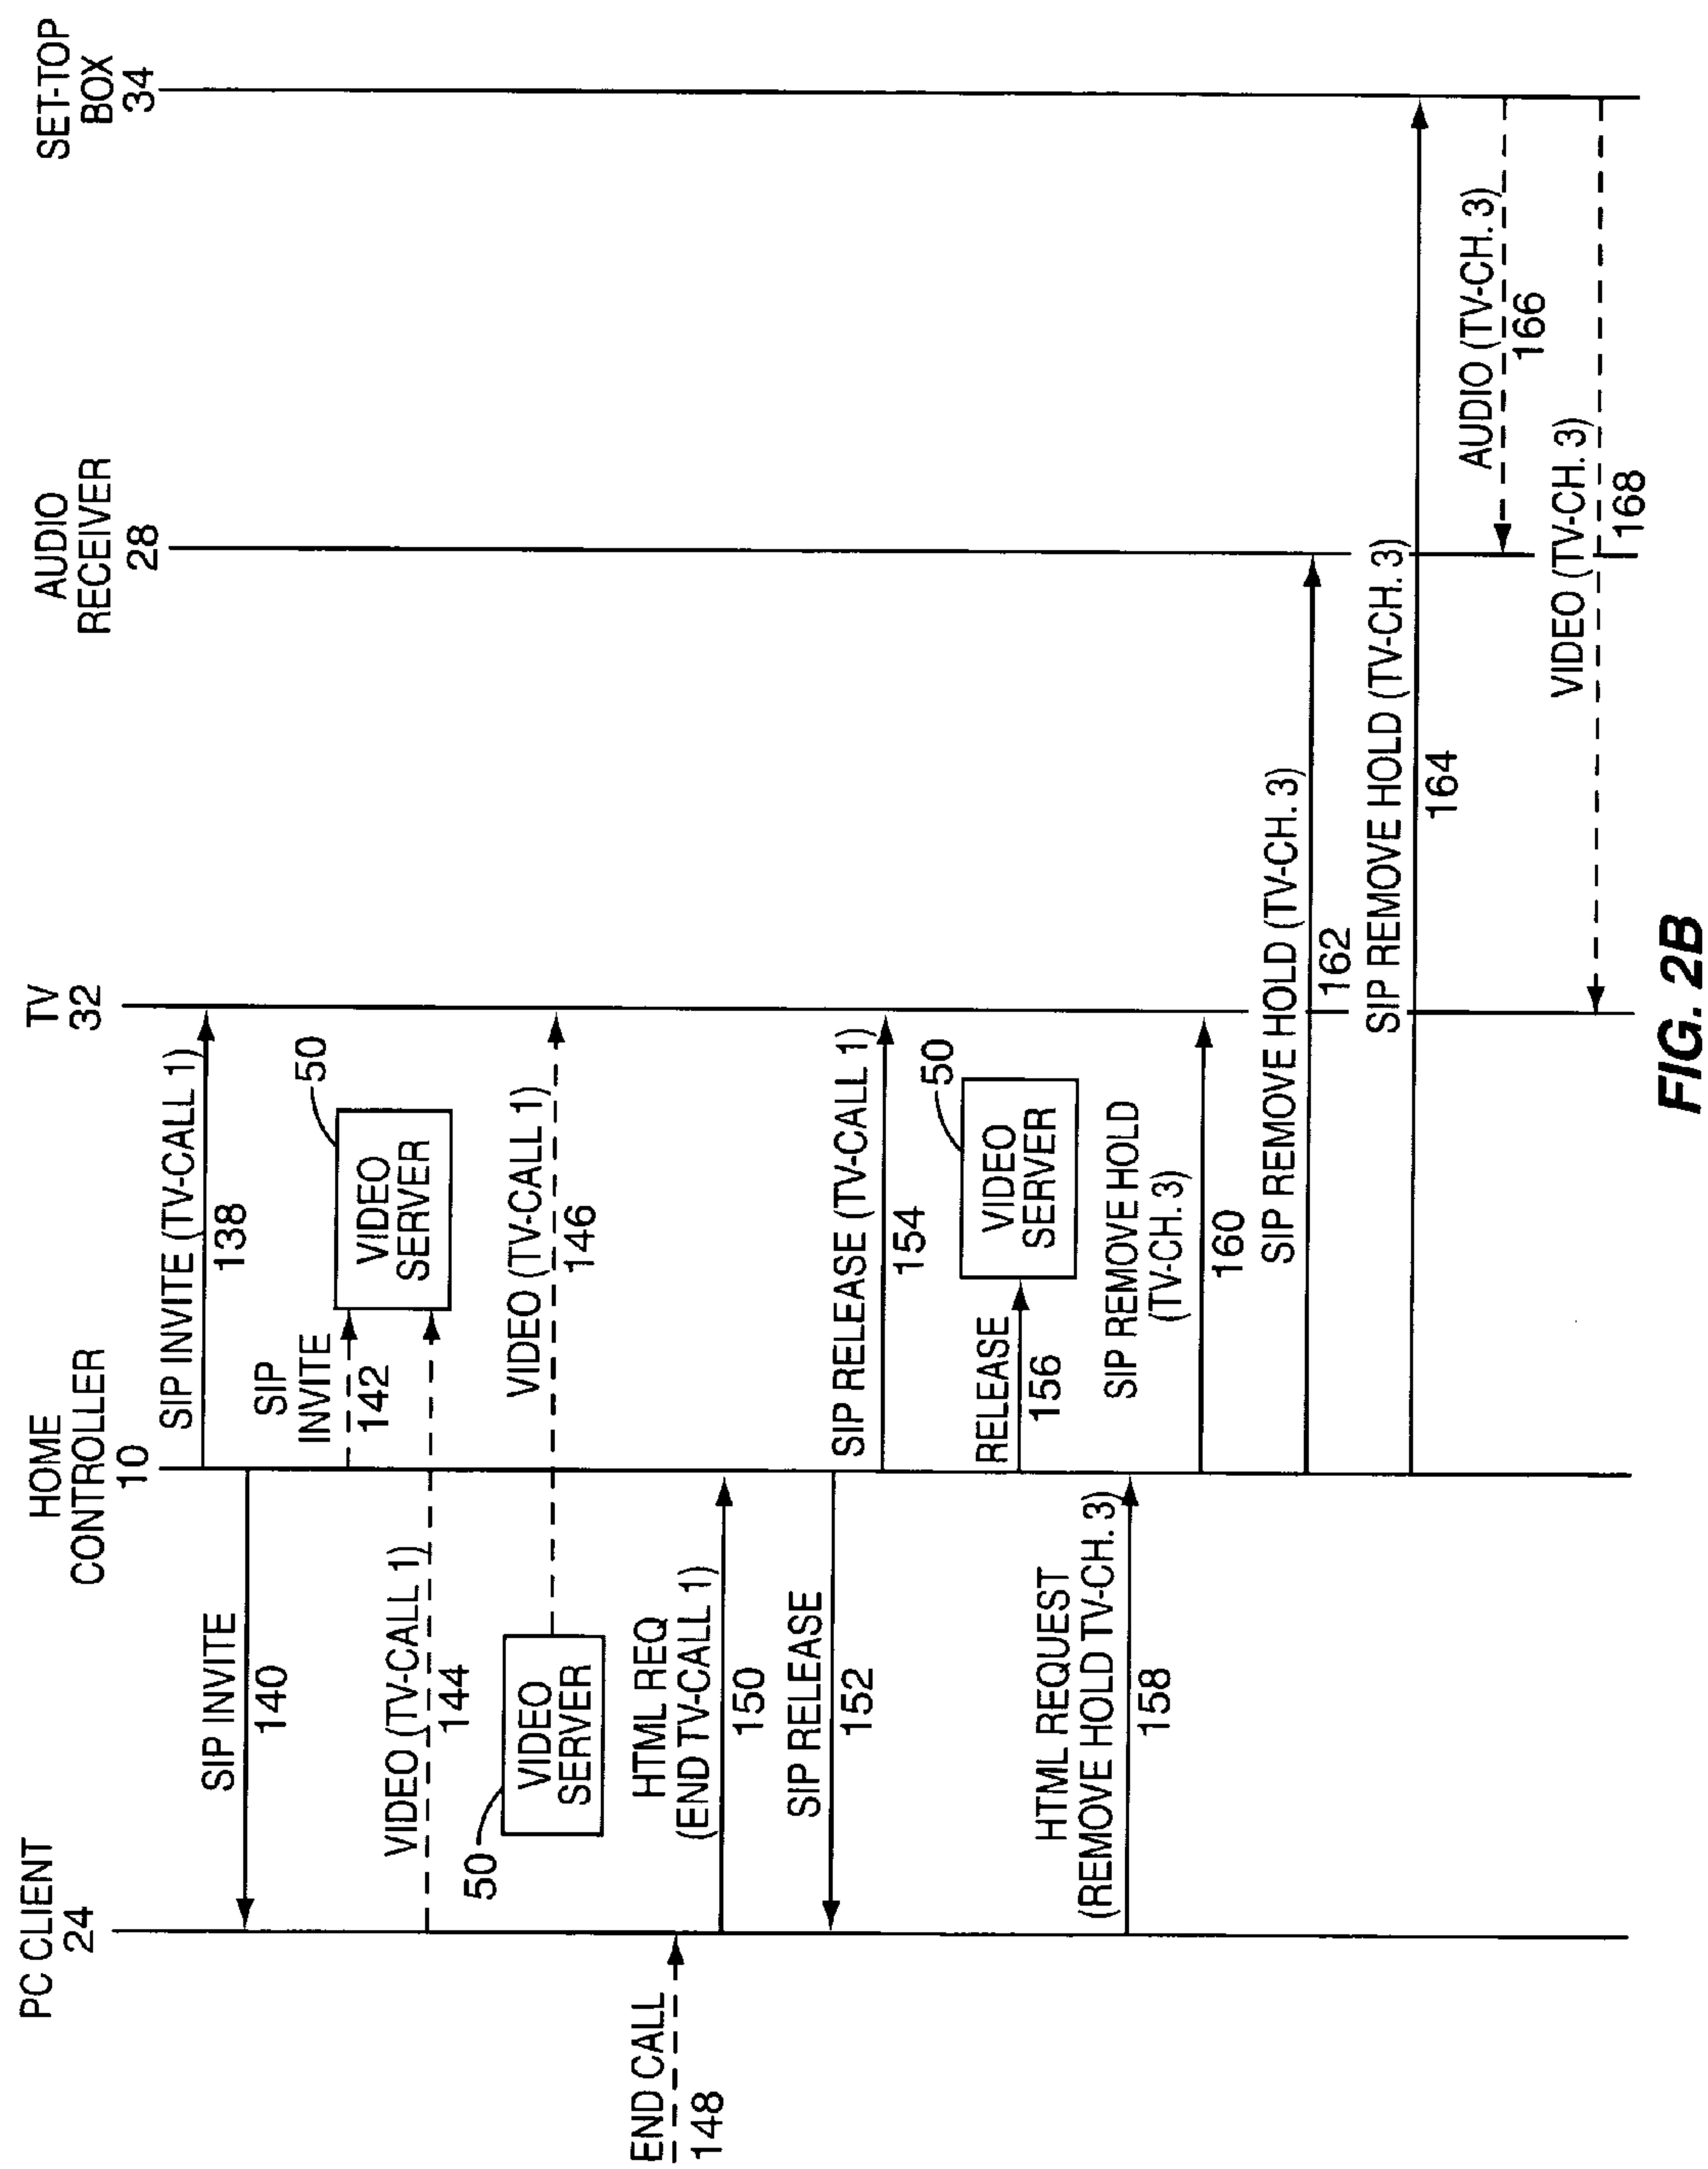 PC CLIENT
24
HOME
CONTROLLER
10
TV
32
AUDIO
RECEIVER
28
SET-TOP
BOX
34
SIP INVITE (TV-CALL 1)
138
SIP INVITE
140
SIP
INVITE
142
VIDEO
SERVER
50
VIDEO (TV-CALL 1)
144
VIDEO
SERVER
50
VIDEO (TV-CALL 1)
146
END CALL
148
HTML REQ
(END TV-CALL 1)
150
SIP RELEASE
152
SIP RELEASE (TV-CALL 1)
154
RELEASE
156
VIDEO
SERVER
50
HTML REQUEST
(REMOVE HOLD TV-CH. 3)
158
SIP REMOVE HOLD
(TV-CH. 3)
160
SIP REMOVE HOLD (TV-CH. 3)
162
SIP REMOVE HOLD (TV-CH. 3)
164
AUDIO (TV-CH. 3)
166
VIDEO (TV-CH. 3)
168
FIG. 2B